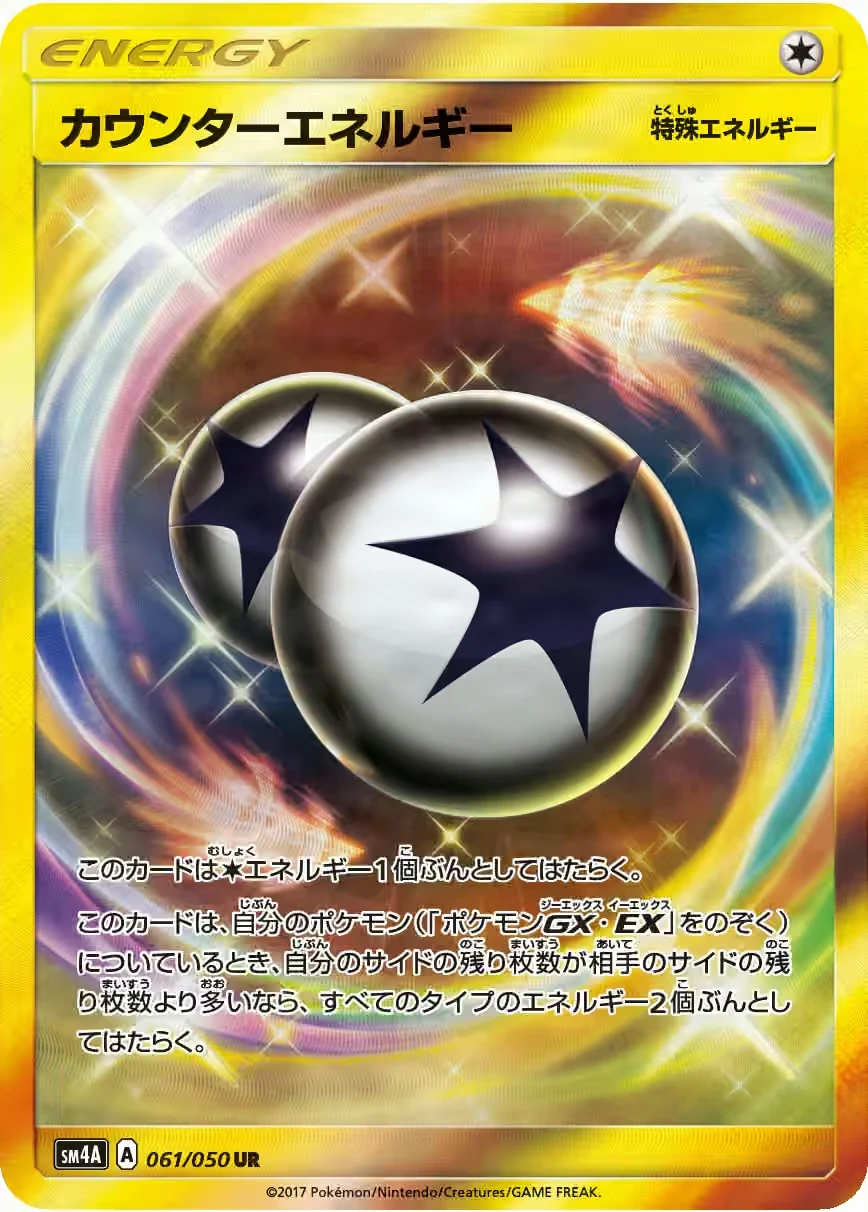 ENERGY
カウンターエネルギー
とくしゅ
特殊エネルギー
むしょく こ
このカードは✶エネルギー1個ぶんとしてはたらく。
じぶん ジーエックス イーエックス
このカードは、自分のポケモン(「ポケモンGX・EX」をのぞく)
じぶん のこ まいすう あいて のこ
についているとき、自分のサイドの残り枚数が相手のサイドの残
まいすう おお こ
り枚数より多いなら、すべてのタイプのエネルギー2個ぶんとし
てはたらく。
SM4A A 061/050 UR
©2017 Pokémon/Nintendo/Creatures/GAME FREAK.